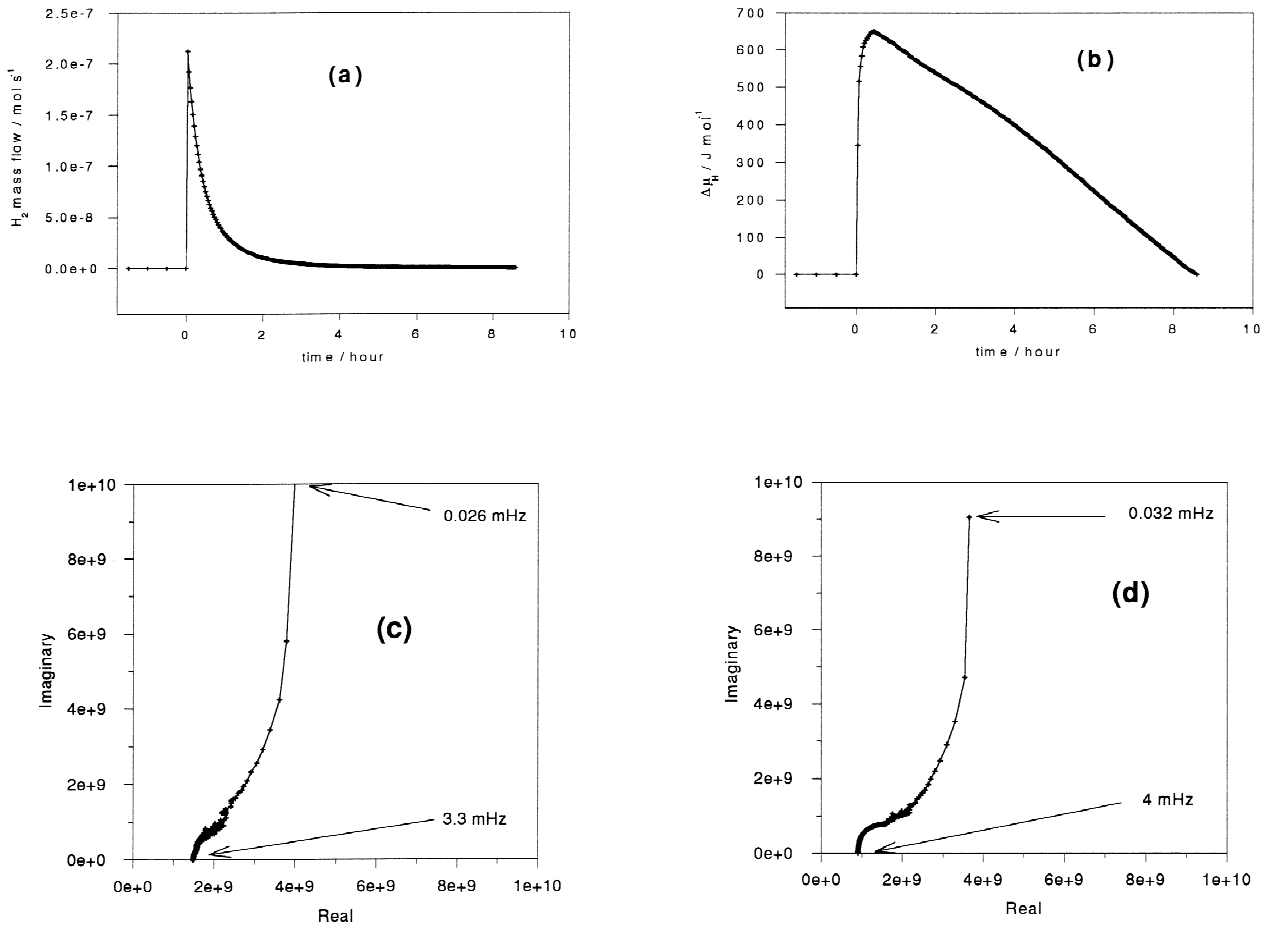 2.5e-7
2.0e-7
1.5e-7
1.0e-7
5.0e-8
0.0e+0
H2 mass flow / mol s-1
(a)
0 2 4 6 8 10
time / hour
700
600
500
400
300
200
100
0
ΔμH / J mol-1
(b)
0 2 4 6 8 10
time / hour
1e+10
8e+9
6e+9
4e+9
2e+9
0e+0
Imaginary
0.026 mHz
(c)
3.3 mHz
0e+0 2e+9 4e+9 6e+9 8e+9 1e+10
Real
1e+10
8e+9
6e+9
4e+9
2e+9
0e+0
Imaginary
0.032 mHz
(d)
4 mHz
0e+0 2e+9 4e+9 6e+9 8e+9 1e+10
Real